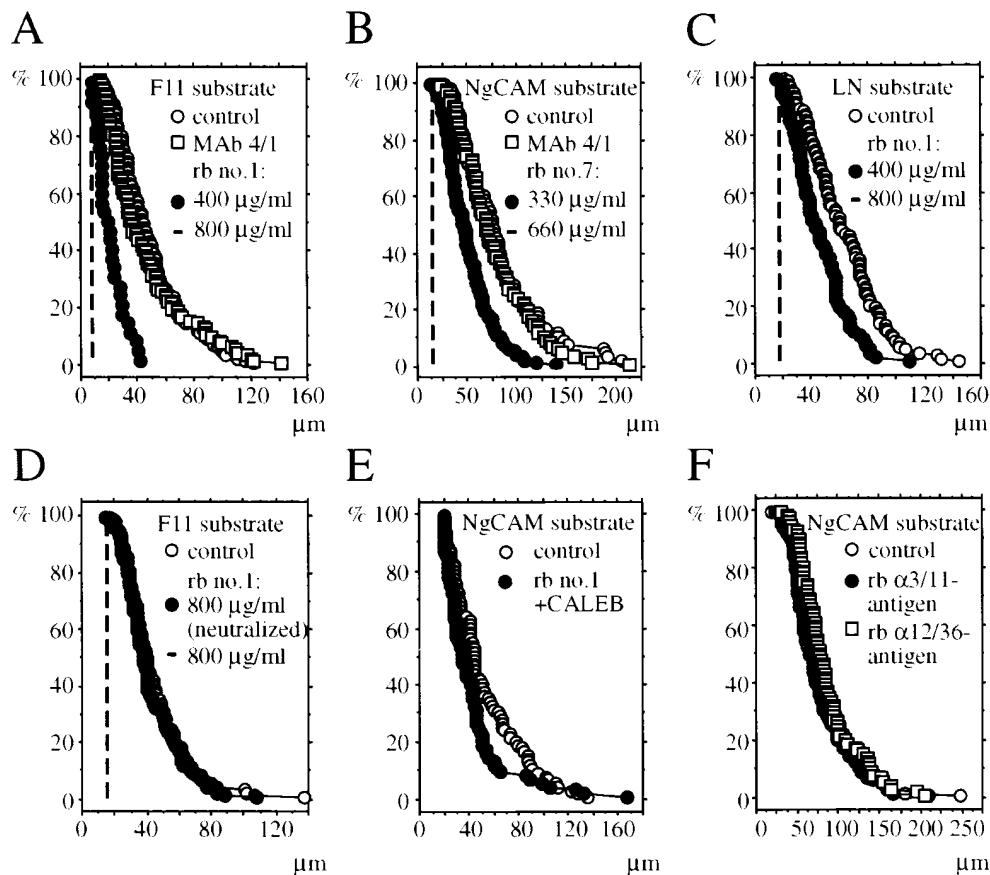 A
% 100
80
60
40
20
0
F11 substrate
control
MAb 4/1
rb no.1:
400 µg/ml
800 µg/ml
0 40 80 120 160
µm
B
% 100
80
60
40
20
0
NgCAM substrate
control
MAb 4/1
rb no.7:
330 µg/ml
660 µg/ml
0 50 100 150 200
µm
C
% 100
80
60
40
20
0
LN substrate
control
rb no.1:
400 µg/ml
800 µg/ml
0 40 80 120 160
µm
D
% 100
80
60
40
20
0
F11 substrate
control
rb no.1:
800 µg/ml
(neutralized)
800 µg/ml
0 40 80 120
µm
E
% 100
80
60
40
20
0
NgCAM substrate
control
rb no.1
+CALEB
0 40 80 120 160
µm
F
% 100
80
60
40
20
0
NgCAM substrate
control
rb α3/11-
antigen
rb α12/36-
antigen
0 50 100 150 200 250
µm